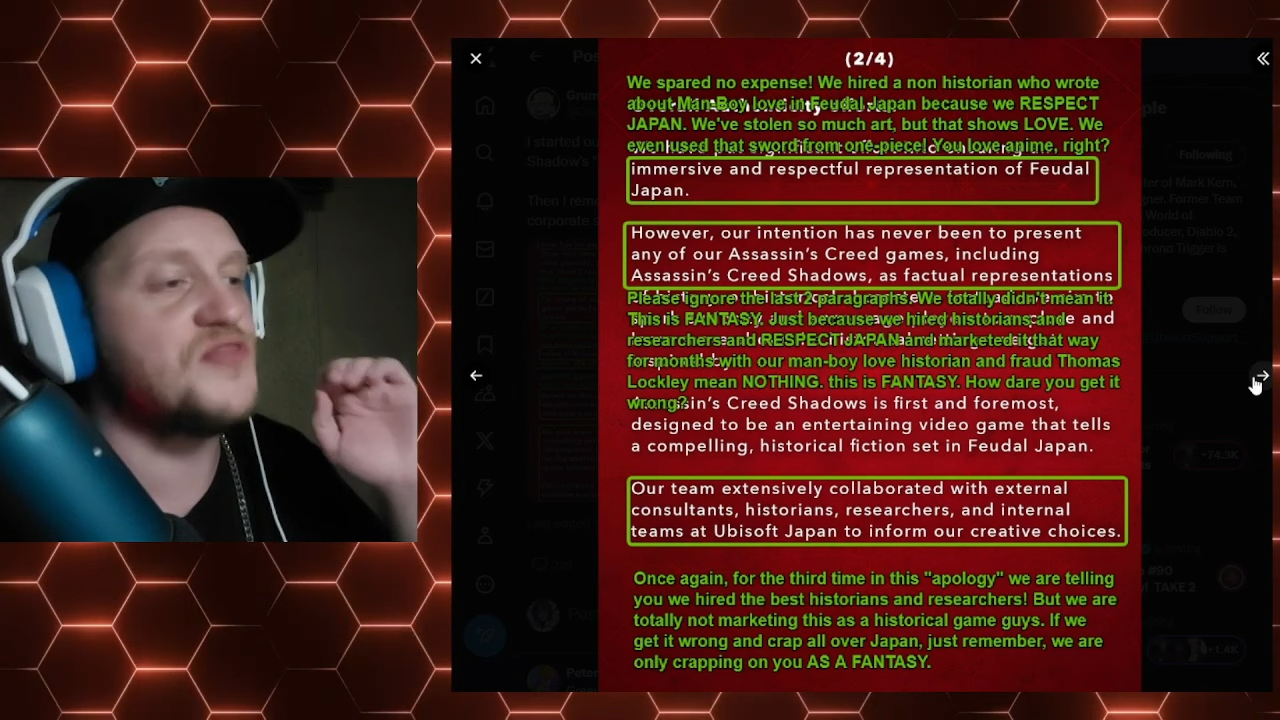 (2/4)
We spared no expense! We hired a non historian who wrote
about Man-Boy love in Feudal Japan because we RESPECT
JAPAN. We've stolen so much art, but that shows LOVE. We
even used that sword from one piece! You love anime, right?
immersive and respectful representation of Feudal
Japan.
However, our intention has never been to present
any of our Assassin's Creed games, including
Assassin's Creed Shadows, as factual representations
Please ignore the last 2 paragraphs. We totally didn't mean it.
This is FANTASY. Just because we hired historians and
researchers and RESPECT JAPAN and marketed it that way
for months with our man-boy love historian and fraud Thomas
Lockley mean NOTHING. this is FANTASY. How dare you get it
wrong?
Assassin's Creed Shadows is first and foremost,
designed to be an entertaining video game that tells
a compelling, historical fiction set in Feudal Japan.
Our team extensively collaborated with external
consultants, historians, researchers, and internal
teams at Ubisoft Japan to inform our creative choices.
Once again, for the third time in this "apology" we are telling
you we hired the best historians and researchers! But we are
totally not marketing this as a historical game guys. If we
get it wrong and crap all over Japan, just remember, we are
only crapping on you AS A FANTASY.
Following
Follow